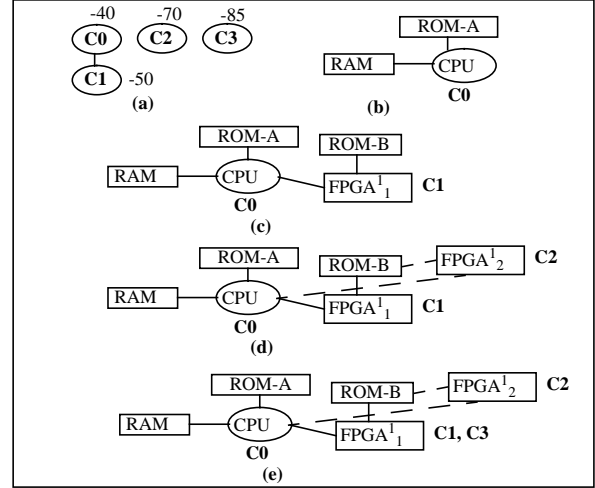 -40 -70 -85
C0 C2 C3
C1 -50
(a)
ROM-A
RAM CPU
C0
(b)
ROM-A ROM-B
RAM CPU FPGA¹₁ C1
C0
(c)
ROM-A ROM-B FPGA¹₂ C2
RAM CPU FPGA¹₁ C1
C0
(d)
ROM-A ROM-B FPGA¹₂ C2
RAM CPU FPGA¹₁ C1, C3
C0
(e)